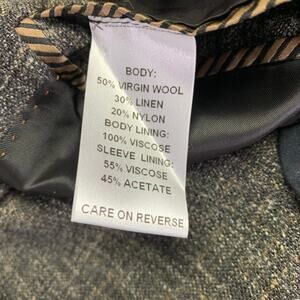 BODY:
50% VIRGIN WOOL
30% LINEN
20% NYLON
BODY LINING:
100% VISCOSE
SLEEVE LINING:
55% VISCOSE
45% ACETATE
CARE ON REVERSE